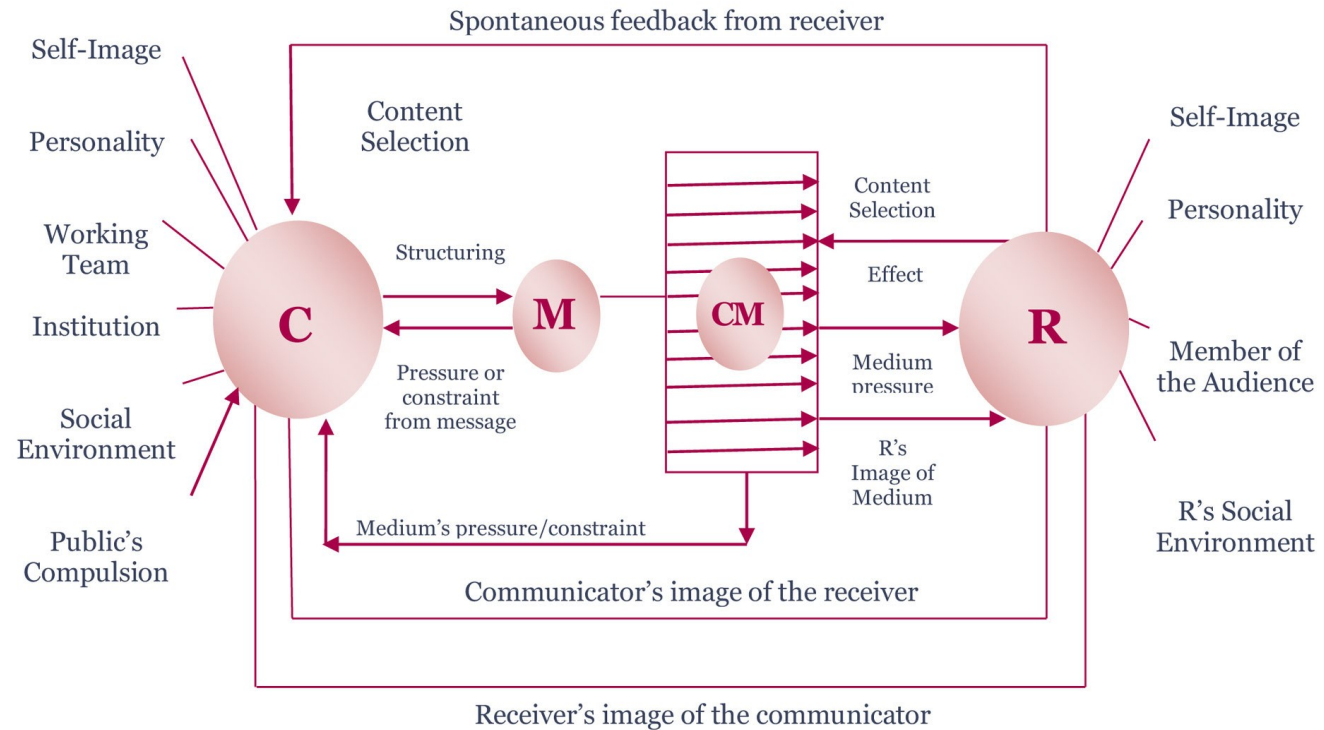 Spontaneous feedback from receiver
Self-Image
Personality
Working
Team
Institution
Social
Environment
Public's
Compulsion
Content
Selection
C
Structuring
Pressure or
constraint
from message
M
CM
Medium's pressure/constraint
Content
Selection
Effect
Medium
pressure
R's
Image of
Medium
R
Self-Image
Personality
Member of
the Audience
R's Social
Environment
Communicator's image of the receiver
Receiver's image of the communicator